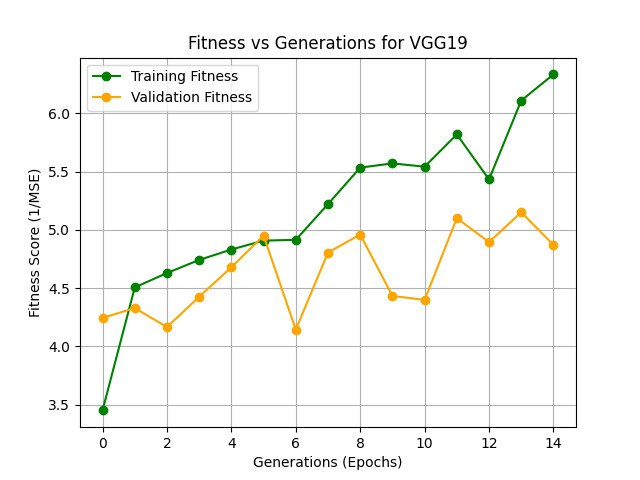 Fitness vs Generations for VGG19
Training Fitness
Validation Fitness
Fitness Score (1/MSE)
6.0
5.5
5.0
4.5
4.0
3.5
0 2 4 6 8 10 12 14
Generations (Epochs)